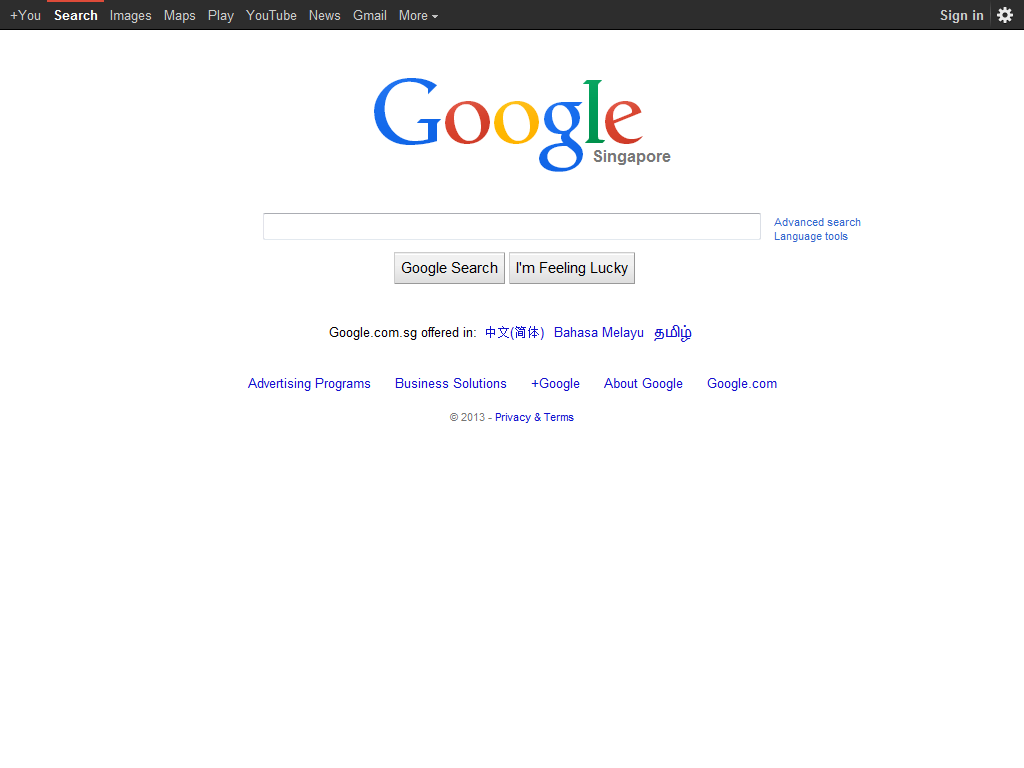 +You Search Images Maps Play YouTube News Gmail More Sign in
Google
Singapore
Advanced search
Language tools
Google Search I'm Feeling Lucky
Google.com.sg offered in: 中文(简体) Bahasa Melayu தமிழ்
Advertising Programs Business Solutions +Google About Google Google.com
© 2013 - Privacy & Terms